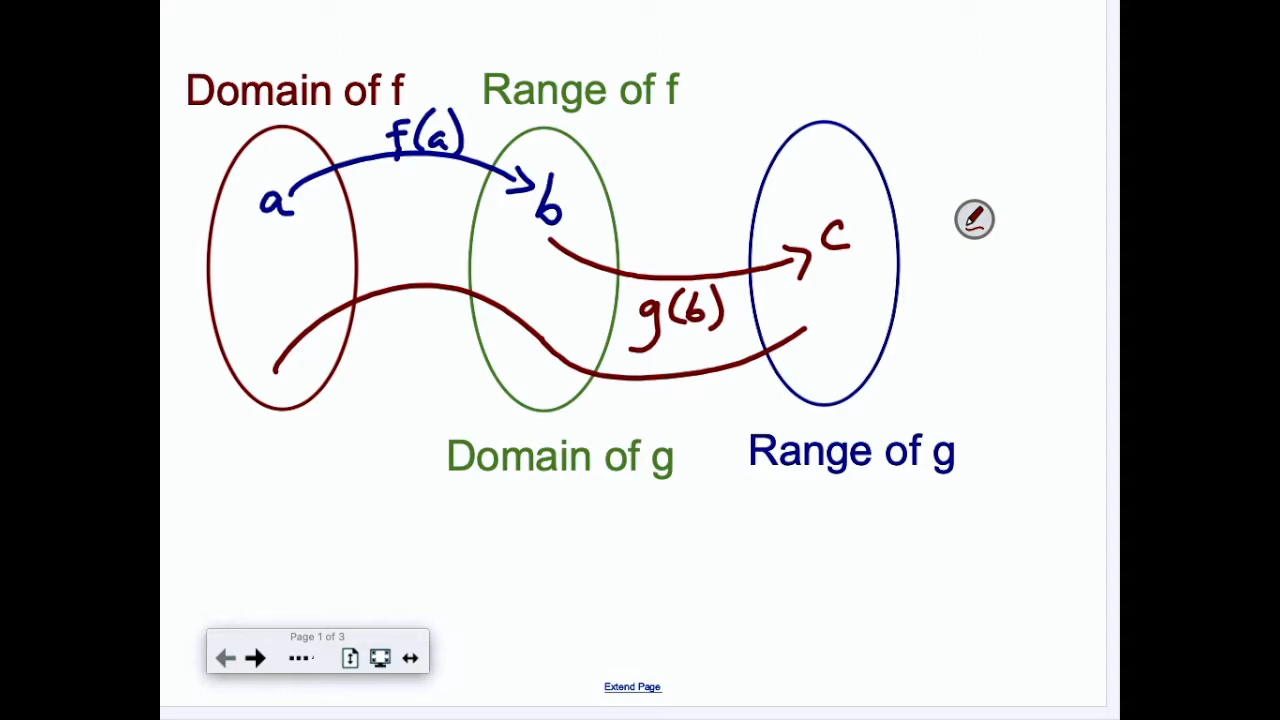 Domain of f
Range of f
f(a)
a
b
c
g(b)
Domain of g
Range of g
Page 1 of 3
Extend Page